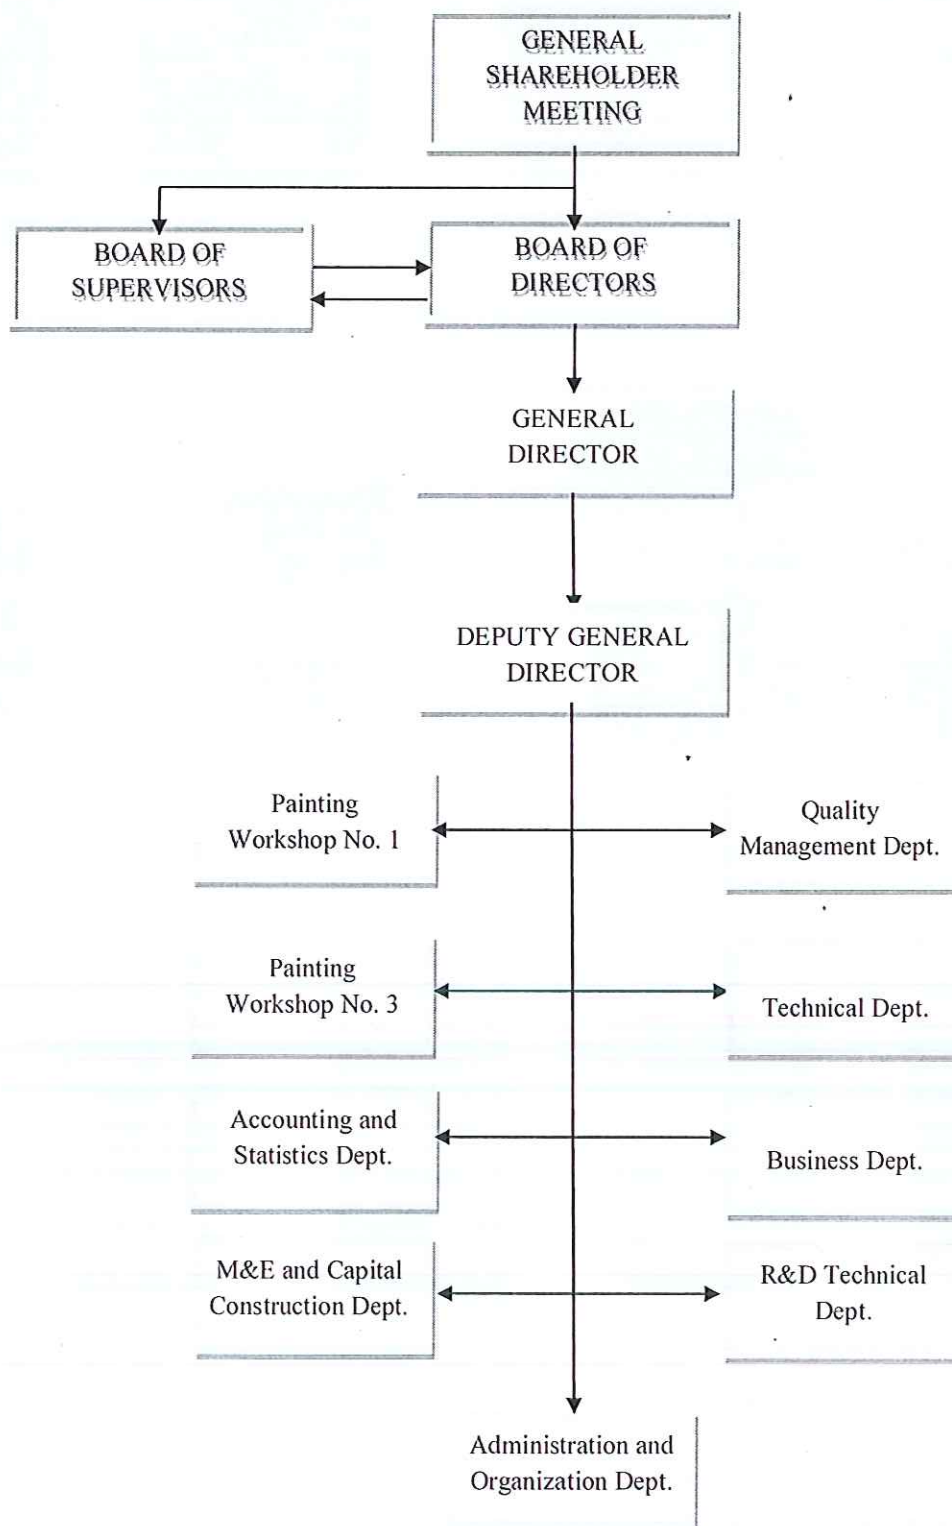 GENERAL
SHAREHOLDER
MEETING
BOARD OF
SUPERVISORS
BOARD OF
DIRECTORS
GENERAL
DIRECTOR
DEPUTY GENERAL
DIRECTOR
Painting
Workshop No. 1
Quality
Management Dept.
Painting
Workshop No. 3
Technical Dept.
Accounting and
Statistics Dept.
Business Dept.
M&E and Capital
Construction Dept.
R&D Technical
Dept.
Administration and
Organization Dept.